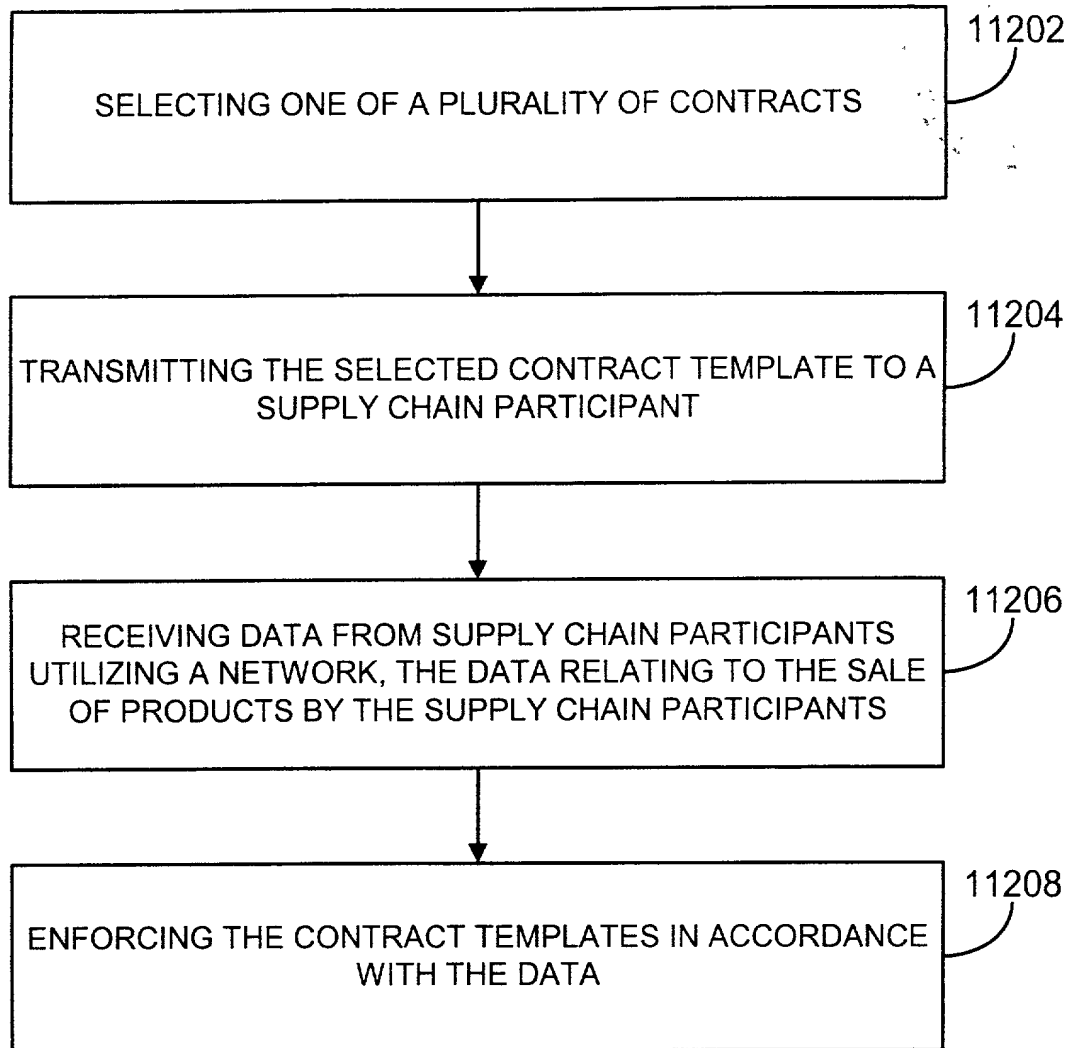 11202
SELECTING ONE OF A PLURALITY OF CONTRACTS
11204
TRANSMITTING THE SELECTED CONTRACT TEMPLATE TO A
SUPPLY CHAIN PARTICIPANT
11206
RECEIVING DATA FROM SUPPLY CHAIN PARTICIPANTS
UTILIZING A NETWORK, THE DATA RELATING TO THE SALE
OF PRODUCTS BY THE SUPPLY CHAIN PARTICIPANTS
11208
ENFORCING THE CONTRACT TEMPLATES IN ACCORDANCE
WITH THE DATA